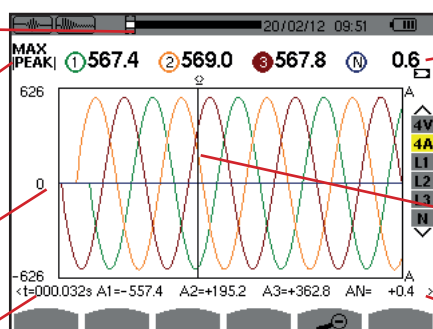 20/02/12 09:51
MAX
|PEAK| 1 567.4 2 569.0 3 567.8 N 0.6
626 A
4V
4A
L1
L2
0 L3
N
-626 A
<t=000.032s A1=-557.4 A2=+195.2 A3=+362.8 AN= +0.4 >